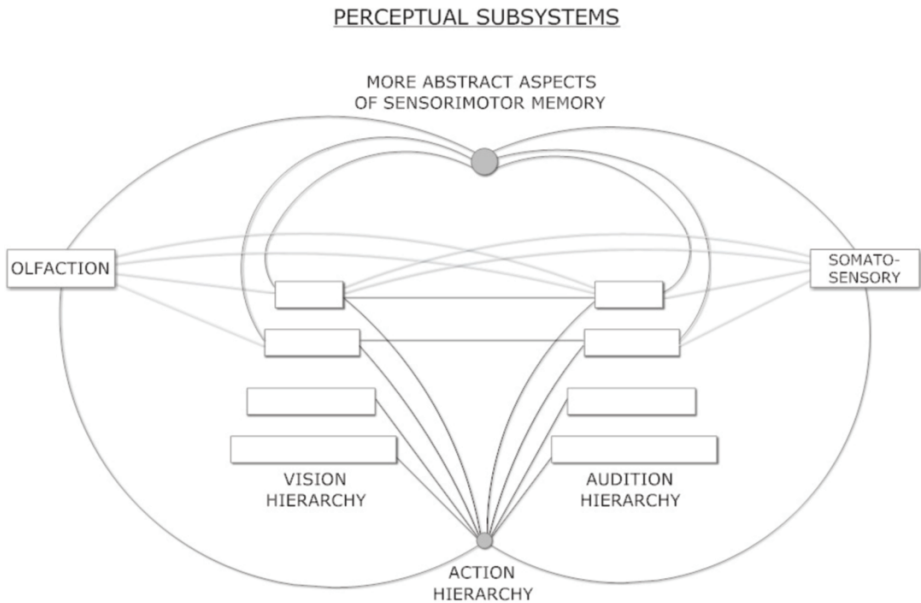 PERCEPTUAL SUBSYSTEMS
MORE ABSTRACT ASPECTS
OF SENSORIMOTOR MEMORY
OLFACTION
SOMATO-
SENSORY
VISION
HIERARCHY
AUDITION
HIERARCHY
ACTION
HIERARCHY